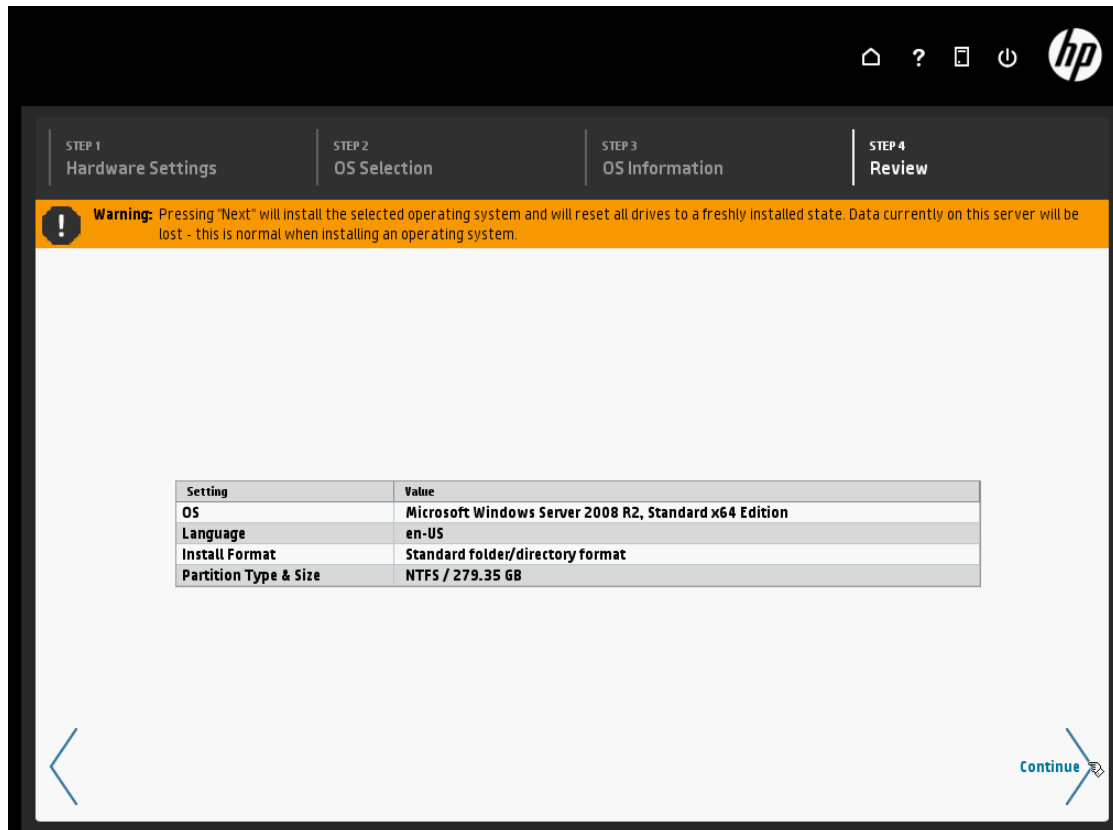 ?
hp
STEP 1
Hardware Settings
STEP 2
OS Selection
STEP 3
OS Information
STEP 4
Review
! Warning: Pressing "Next" will install the selected operating system and will reset all drives to a freshly installed state. Data currently on this server will be
lost - this is normal when installing an operating system.
Setting Value
OS Microsoft Windows Server 2008 R2, Standard x64 Edition
Language en-US
Install Format Standard folder/directory format
Partition Type & Size NTFS / 279.35 GB
Continue